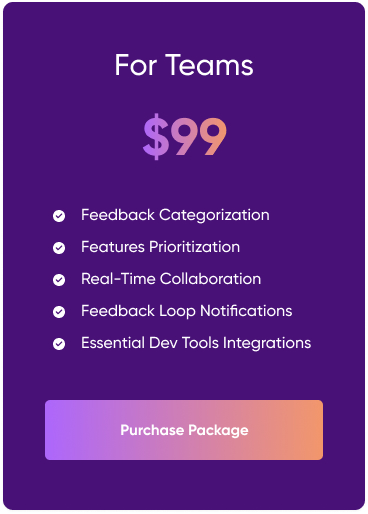 For Teams
$99
Feedback Categorization
Features Prioritization
Real-Time Collaboration
Feedback Loop Notifications
Essential Dev Tools Integrations
Purchase Package